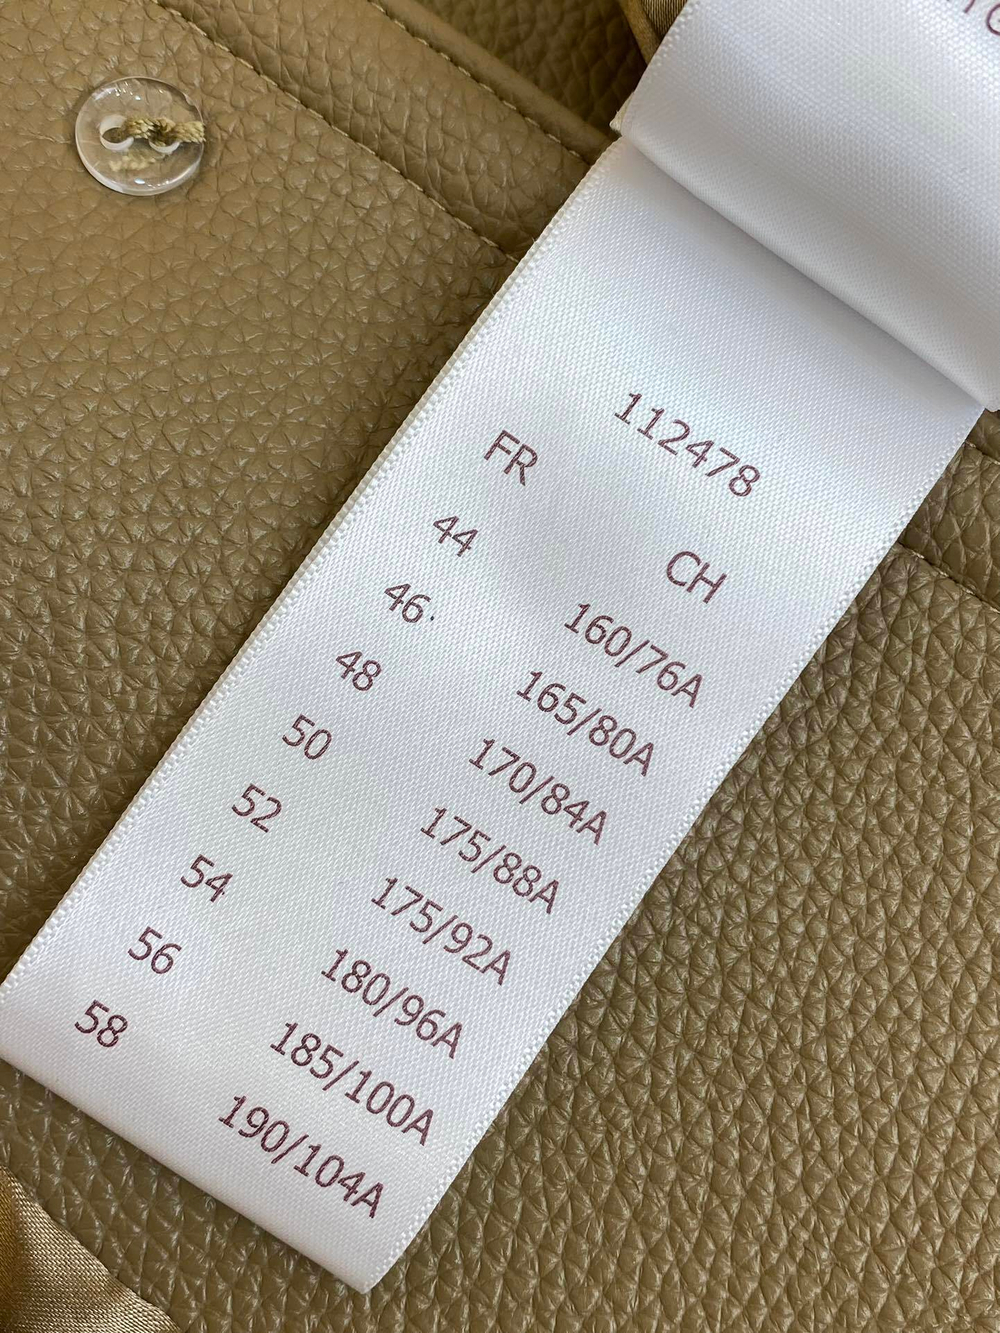 112478
FR CH
44 160/76A
46. 165/80A
48 170/84A
50 175/88A
52 175/92A
54 180/96A
56 185/100A
58 190/104A